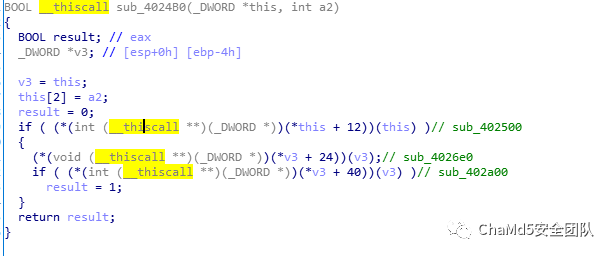 BOOL __thiscall sub_4024B0(_DWORD *this, int a2)
{
  BOOL result; // eax
  _DWORD *v3; // [esp+0h] [ebp-4h]

  v3 = this;
  this[2] = a2;
  result = 0;
  if ( (*(int (__thiscall **)(_DWORD *))(*this + 12))(this) )// sub_402500
  {
    (*(void (__thiscall **)(_DWORD *))(*v3 + 24))(v3);// sub_4026e0
    if ( (*(int (__thiscall **)(_DWORD *))(*v3 + 40))(v3) )// sub_402a00
      result = 1;
  }
  return result;
}
ChaMd5安全团队